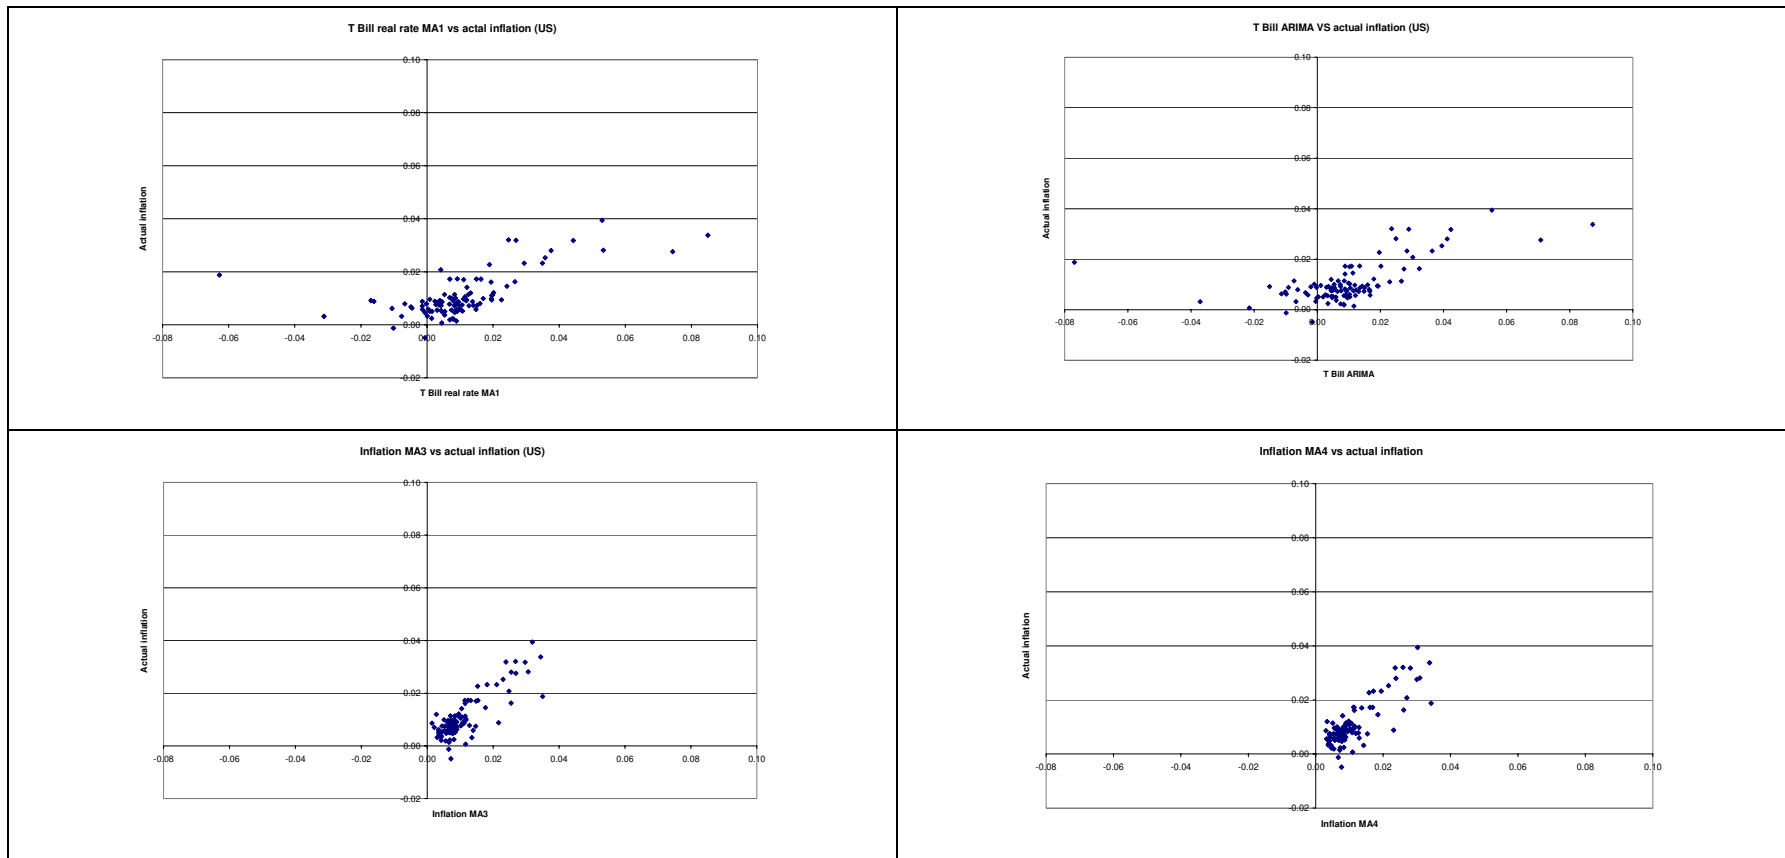 T Bill real rate MA1 vs actal inflation (US)
0.10
0.08
0.06
0.04
0.02
0.00
-0.02
-0.08 -0.06 -0.04 -0.02 0.00 0.02 0.04 0.06 0.08 0.10
Actual inflation
T Bill real rate MA1
T Bill ARIMA VS actual inflation (US)
0.10
0.08
0.06
0.04
0.02
0.00
-0.02
-0.08 -0.06 -0.04 -0.02 0.00 0.02 0.04 0.06 0.08 0.10
Actual inflation
T Bill ARIMA
Inflation MA3 vs actual inflation (US)
0.10
0.08
0.06
0.04
0.02
0.00
-0.02
-0.08 -0.06 -0.04 -0.02 0.00 0.02 0.04 0.06 0.08 0.10
Actual inflation
Inflation MA3
Inflation MA4 vs actual inflation
0.10
0.08
0.06
0.04
0.02
0.00
-0.02
-0.08 -0.06 -0.04 -0.02 0.00 0.02 0.04 0.06 0.08 0.10
Actual inflation
Inflation MA4